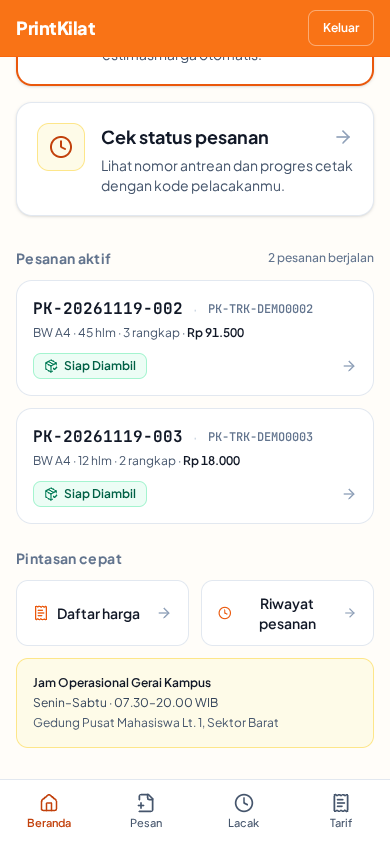 PrintKilat
Keluar
estimasi harga otomatis.
Cek status pesanan
Lihat nomor antrean dan progres cetak
dengan kode pelacakanmu.
Pesanan aktif
2 pesanan berjalan
PK-20261119-002 · PK-TRK-DEMO0002
BW A4 · 45 hlm · 3 rangkap · Rp 91.500
Siap Diambil
PK-20261119-003 · PK-TRK-DEMO0003
BW A4 · 12 hlm · 2 rangkap · Rp 18.000
Siap Diambil
Pintasan cepat
Daftar harga
Riwayat
pesanan
Jam Operasional Gerai Kampus
Senin–Sabtu · 07.30–20.00 WIB
Gedung Pusat Mahasiswa Lt. 1, Sektor Barat
Beranda
Pesan
Lacak
Tarif